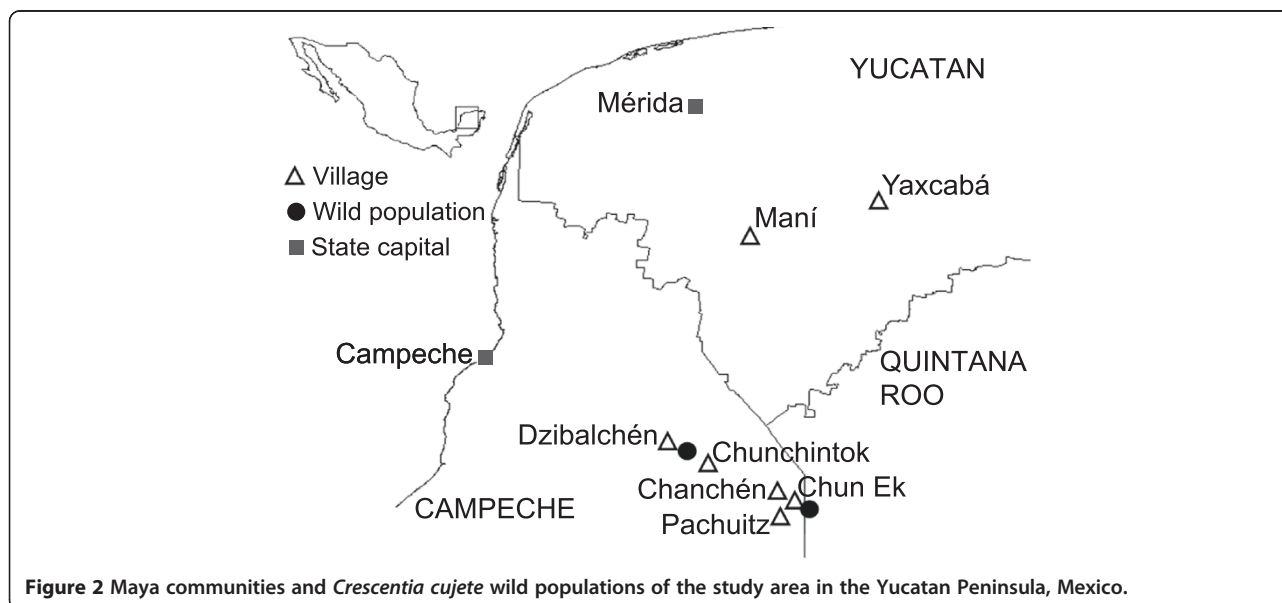 YUCATAN
Mérida
Village
Yaxcabá
Wild population
Maní
State capital
Campeche
QUINTANA
ROO
Dzibalchén
Chunchintok
Chanchén
Chun Ek
CAMPECHE
Pachuitz
Figure 2 Maya communities and Crescentia cujete wild populations of the study area in the Yucatan Peninsula, Mexico.